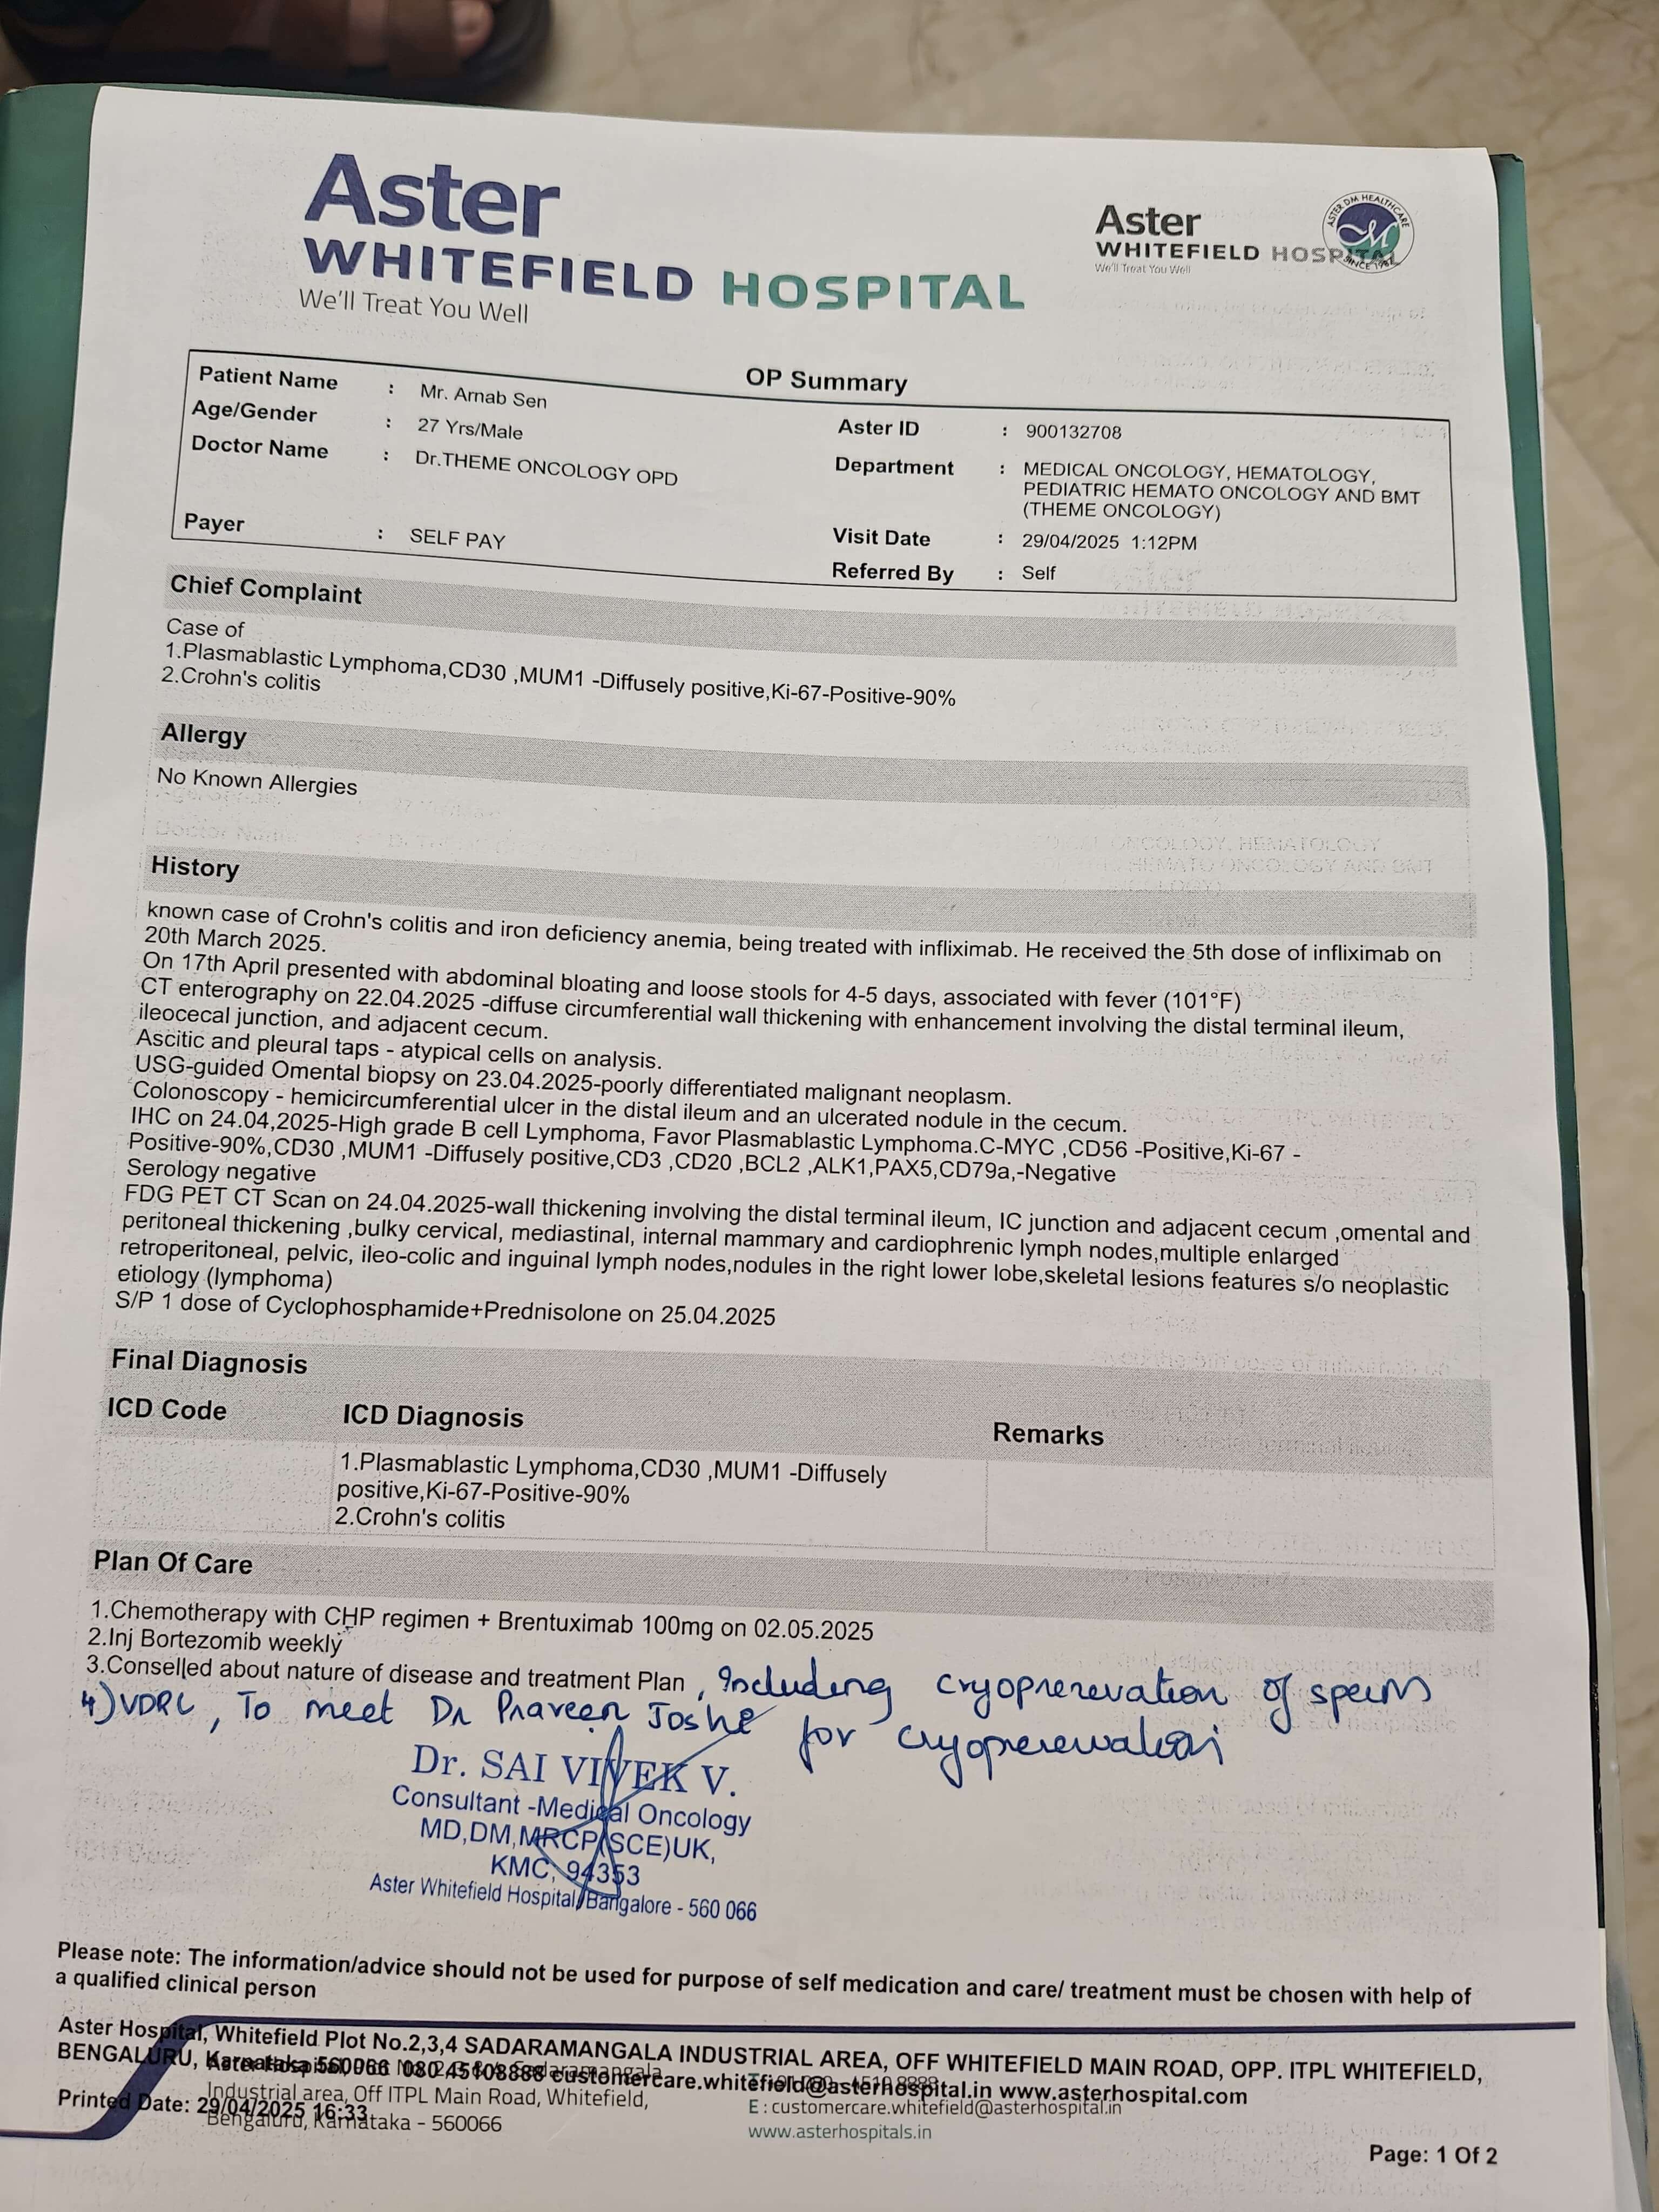 Aster
WHITEFIELD HOSPITAL
We'll Treat You Well
Aster
WHITEFIELD HOSPITAL
We'll Treat You Well
ASTER DM HEALTHCARE
SINCE 1987
OP Summary
Patient Name : Mr. Arnab Sen
Age/Gender : 27 Yrs/Male
Doctor Name : Dr.THEME ONCOLOGY OPD
Payer : SELF PAY
Aster ID : 900132708
Department : MEDICAL ONCOLOGY, HEMATOLOGY,
PEDIATRIC HEMATO ONCOLOGY AND BMT
(THEME ONCOLOGY)
Visit Date : 29/04/2025 1:12PM
Referred By : Self
Chief Complaint
Case of
1.Plasmablastic Lymphoma,CD30 ,MUM1 -Diffusely positive,Ki-67-Positive-90%
2.Crohn's colitis
Allergy
No Known Allergies
History
known case of Crohn's colitis and iron deficiency anemia, being treated with infliximab. He received the 5th dose of infliximab on
20th March 2025.
On 17th April presented with abdominal bloating and loose stools for 4-5 days, associated with fever (101°F)
CT enterography on 22.04.2025 -diffuse circumferential wall thickening with enhancement involving the distal terminal ileum,
ileocecal junction, and adjacent cecum.
Ascitic and pleural taps - atypical cells on analysis.
USG-guided Omental biopsy on 23.04.2025-poorly differentiated malignant neoplasm.
Colonoscopy - hemicircumferential ulcer in the distal ileum and an ulcerated nodule in the cecum.
IHC on 24.04,2025-High grade B cell Lymphoma, Favor Plasmablastic Lymphoma.C-MYC ,CD56 -Positive,Ki-67 -
Positive-90%,CD30 ,MUM1 -Diffusely positive,CD3 ,CD20 ,BCL2 ,ALK1,PAX5,CD79a,-Negative
Serology negative
FDG PET CT Scan on 24.04.2025-wall thickening involving the distal terminal ileum, IC junction and adjacent cecum ,omental and
peritoneal thickening ,bulky cervical, mediastinal, internal mammary and cardiophrenic lymph nodes,multiple enlarged
retroperitoneal, pelvic, ileo-colic and inguinal lymph nodes,nodules in the right lower lobe,skeletal lesions features s/o neoplastic
etiology (lymphoma)
S/P 1 dose of Cyclophosphamide+Prednisolone on 25.04.2025
Final Diagnosis
ICD Code ICD Diagnosis Remarks
1.Plasmablastic Lymphoma,CD30 ,MUM1 -Diffusely
positive,Ki-67-Positive-90%
2.Crohn's colitis
Plan Of Care
1.Chemotherapy with CHP regimen + Brentuximab 100mg on 02.05.2025
2.Inj Bortezomib weekly
3.Conselled about nature of disease and treatment Plan , Including cryopreservation of sperms
4) VDRL , To meet Dr Praveen Joshi for cryopreservation
Dr. SAI VIVEK V.
Consultant -Medical Oncology
MD,DM,MRCP(SCE)UK,
KMC, 94353
Aster Whitefield Hospital, Bangalore - 560 066
Please note: The information/advice should not be used for purpose of self medication and care/ treatment must be chosen with help of
a qualified clinical person
Aster Hospital, Whitefield Plot No.2,3,4 SADARAMANGALA INDUSTRIAL AREA, OFF WHITEFIELD MAIN ROAD, OPP. ITPL WHITEFIELD,
BENGALURU, Karnataka 560066 080 45108888 customercare.whitefield@asterhospital.in www.asterhospital.com
Industrial area, Off ITPL Main Road, Whitefield,
E : customercare.whitefield@asterhospital.in
Printed Date: 29/04/2025 16:33
Bengaluru, Karnataka – 560066
www.asterhospitals.in
Page: 1 Of 2